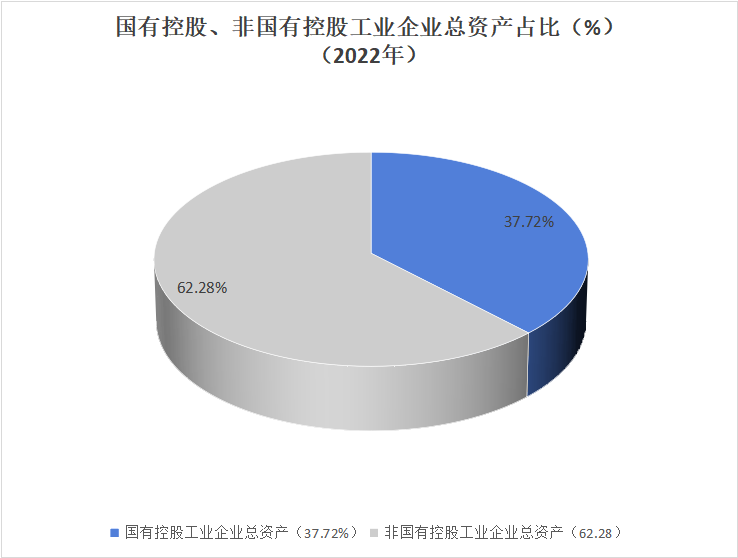 国有控股、非国有控股工业企业总资产占比（%）
（2022年）
37.72%
62.28%
国有控股工业企业总资产（37.72%） 非国有控股工业企业总资产（62.28）